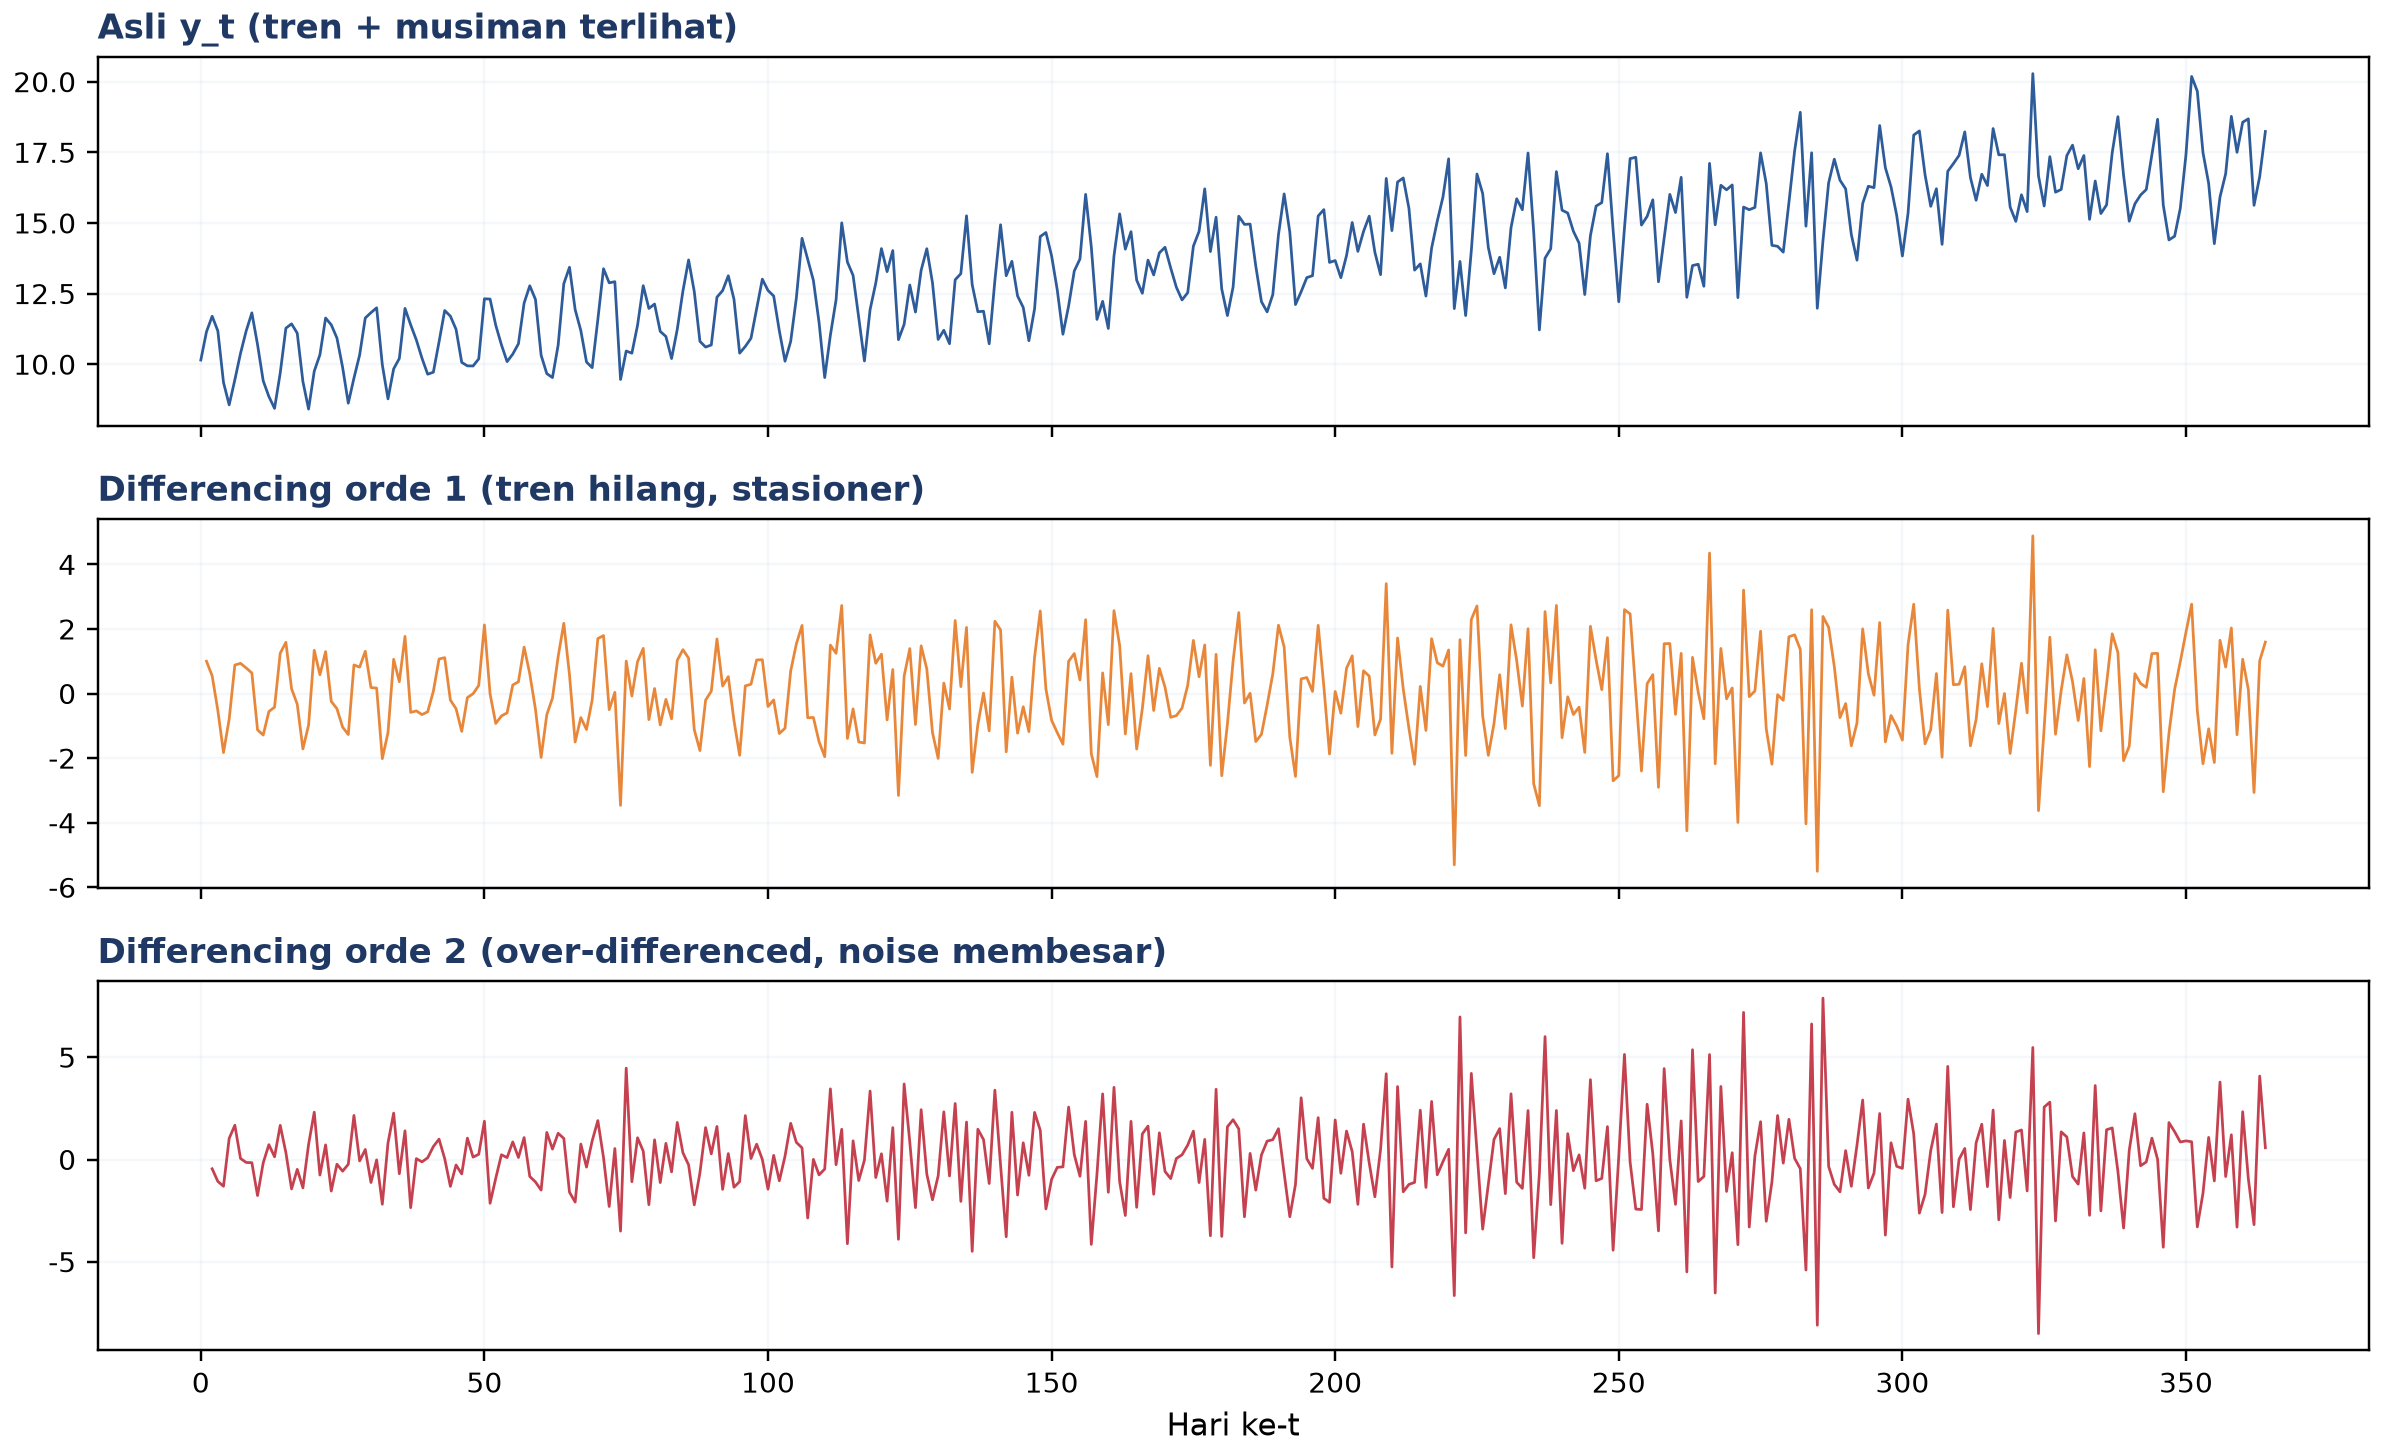 Asli y_t (tren + musiman terlihat)
20.0
17.5
15.0
12.5
10.0
Differencing orde 1 (tren hilang, stasioner)
4
2
0
-2
-4
-6
Differencing orde 2 (over-differenced, noise membesar)
5
0
-5
0 50 100 150 200 250 300 350
Hari ke-t